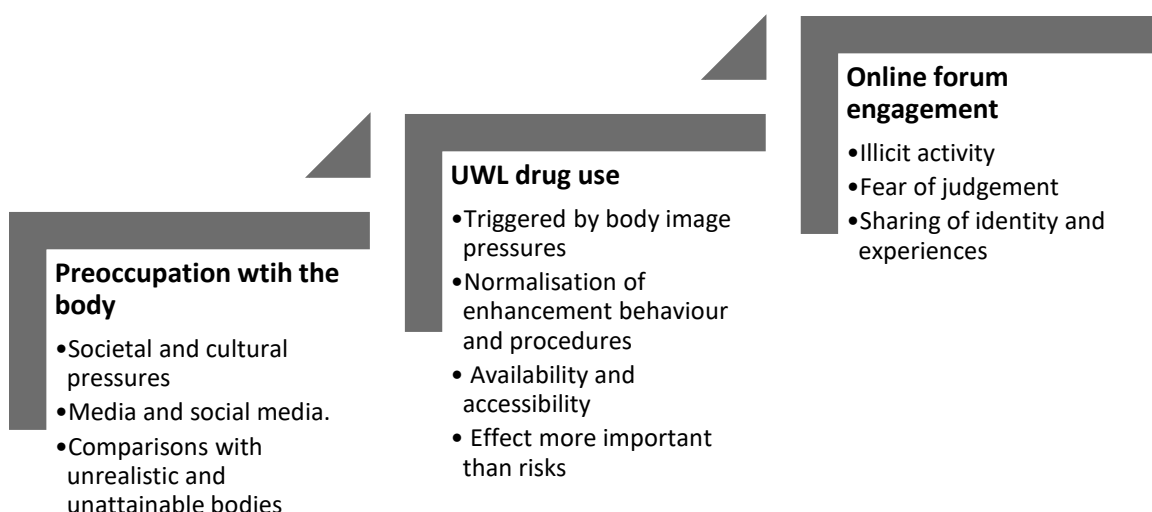 Preoccupation wtih the
body
•Societal and cultural
pressures
•Media and social media.
•Comparisons with
unrealistic and
unattainable bodies
UWL drug use
•Triggered by body image
pressures
•Normalisation of
enhancement behaviour
and procedures
• Availability and
accessibility
• Effect more important
than risks
Online forum
engagement
•Illicit activity
•Fear of judgement
•Sharing of identity and
experiences